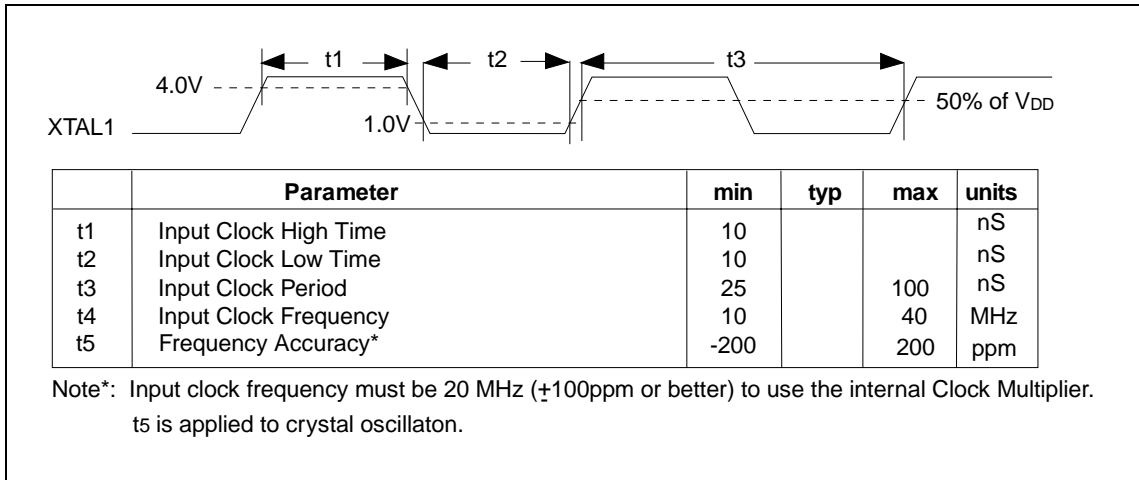 t1 t2 t3
4.0V
50% of VDD
XTAL1
1.0V
Parameter min typ max units
t1 Input Clock High Time 10 nS
t2 Input Clock Low Time 10 nS
t3 Input Clock Period 25 100 nS
t4 Input Clock Frequency 10 40 MHz
t5 Frequency Accuracy* -200 200 ppm
Note*: Input clock frequency must be 20 MHz (±100ppm or better) to use the internal Clock Multiplier.
t5 is applied to crystal oscillaton.